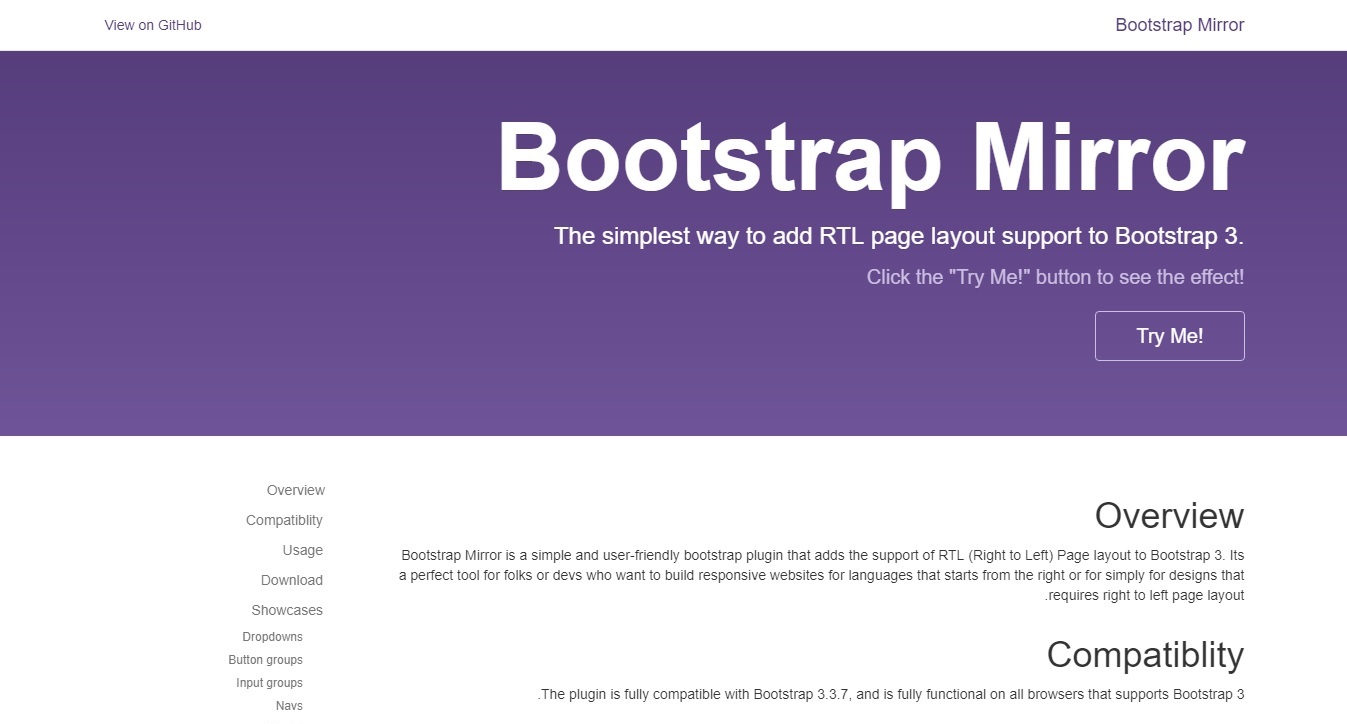 View on GitHub
Bootstrap Mirror
Bootstrap Mirror
The simplest way to add RTL page layout support to Bootstrap 3.
Click the "Try Me!" button to see the effect!
Try Me!
Overview
Compatiblity
Usage
Download
Showcases
Dropdowns
Button groups
Input groups
Navs
Overview
Bootstrap Mirror is a simple and user-friendly bootstrap plugin that adds the support of RTL (Right to Left) Page layout to Bootstrap 3. Its
a perfect tool for folks or devs who want to build responsive websites for languages that starts from the right or for simply for designs that
.requires right to left page layout
Compatiblity
.The plugin is fully compatible with Bootstrap 3.3.7, and is fully functional on all browsers that supports Bootstrap 3